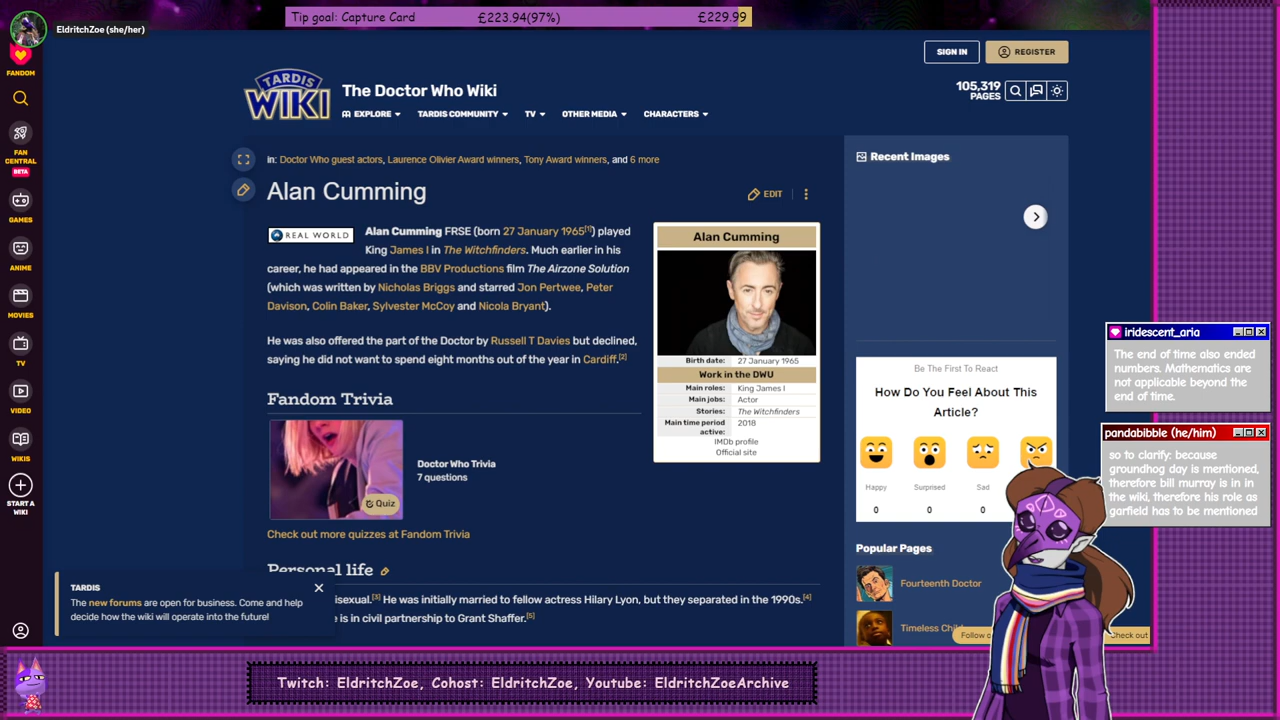 Tip goal: Capture Card £223.94(97%) £229.99
EldritchZoe (she/her)
SIGN IN
REGISTER
FANDOM
FAN
CENTRAL
BETA
GAMES
ANIME
MOVIES
TV
VIDEO
WIKIS
START A
WIKI
TARDIS
WIKI
The Doctor Who Wiki
105,319
PAGES
EXPLORE TARDIS COMMUNITY TV OTHER MEDIA CHARACTERS
in: Doctor Who guest actors, Laurence Olivier Award winners, Tony Award winners, and 6 more
Alan Cumming
EDIT
REAL WORLD
Alan Cumming FRSE (born 27 January 1965[1]) played
King James I in The Witchfinders. Much earlier in his
career, he had appeared in the BBV Productions film The Airzone Solution
(which was written by Nicholas Briggs and starred Jon Pertwee, Peter
Davison, Colin Baker, Sylvester McCoy and Nicola Bryant).
He was also offered the part of the Doctor by Russell T Davies but declined,
saying he did not want to spend eight months out of the year in Cardiff.[2]
Fandom Trivia
Quiz
Doctor Who Trivia
7 questions
Check out more quizzes at Fandom Trivia
Personal life
isexual.[3] He was initially married to fellow actress Hilary Lyon, but they separated in the 1990s.[4]
e is in civil partnership to Grant Shaffer.[5]
Alan Cumming
Birth date: 27 January 1965
Work in the DWU
Main roles: King James I
Main jobs: Actor
Stories: The Witchfinders
Main time period
active: 2018
IMDb profile
Official site
TARDIS
The new forums are open for business. Come and help
decide how the wiki will operate into the future!
Recent Images
Be The First To React
How Do You Feel About This
Article?
Happy Surprised Sad
0 0 0
Popular Pages
Fourteenth Doctor
Timeless Chil
Follow o
Check out
iridescent_aria
The end of time also ended
numbers. Mathematics are
not applicable beyond the
end of time.
pandabibble (he/him)
so to clarify: because
groundhog day is mentioned,
therefore bill murray is in in
the wiki, therefore his role as
garfield has to be mentioned
Twitch: EldritchZoe, Cohost: EldritchZoe, Youtube: EldritchZoeArchive